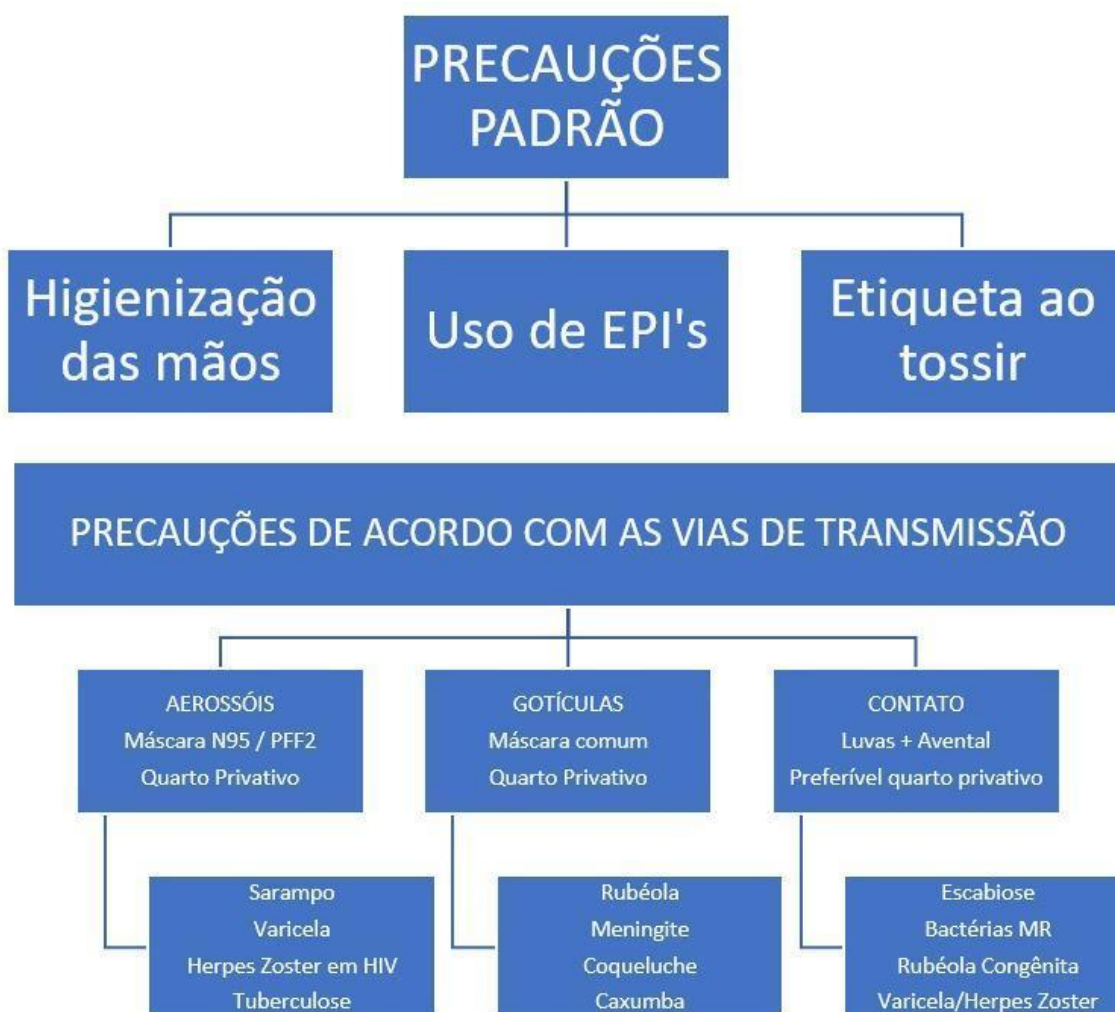 PRECAUÇÕES
PADRÃO
Higienização
das mãos
Uso de EPI's
Etiqueta ao
tossir
PRECAUÇÕES DE ACORDO COM AS VIAS DE TRANSMISSÃO
AEROSSÓIS
Máscara N95 / PFF2
Quarto Privativo
GOTÍCULAS
Máscara comum
Quarto Privativo
CONTATO
Luvas + Avental
Preferível quarto privativo
Sarampo
Varicela
Herpes Zoster em HIV
Tuberculose
Rubéola
Meningite
Coqueluche
Caxumba
Escabiose
Bactérias MR
Rubéola Congênita
Varicela/Herpes Zoster